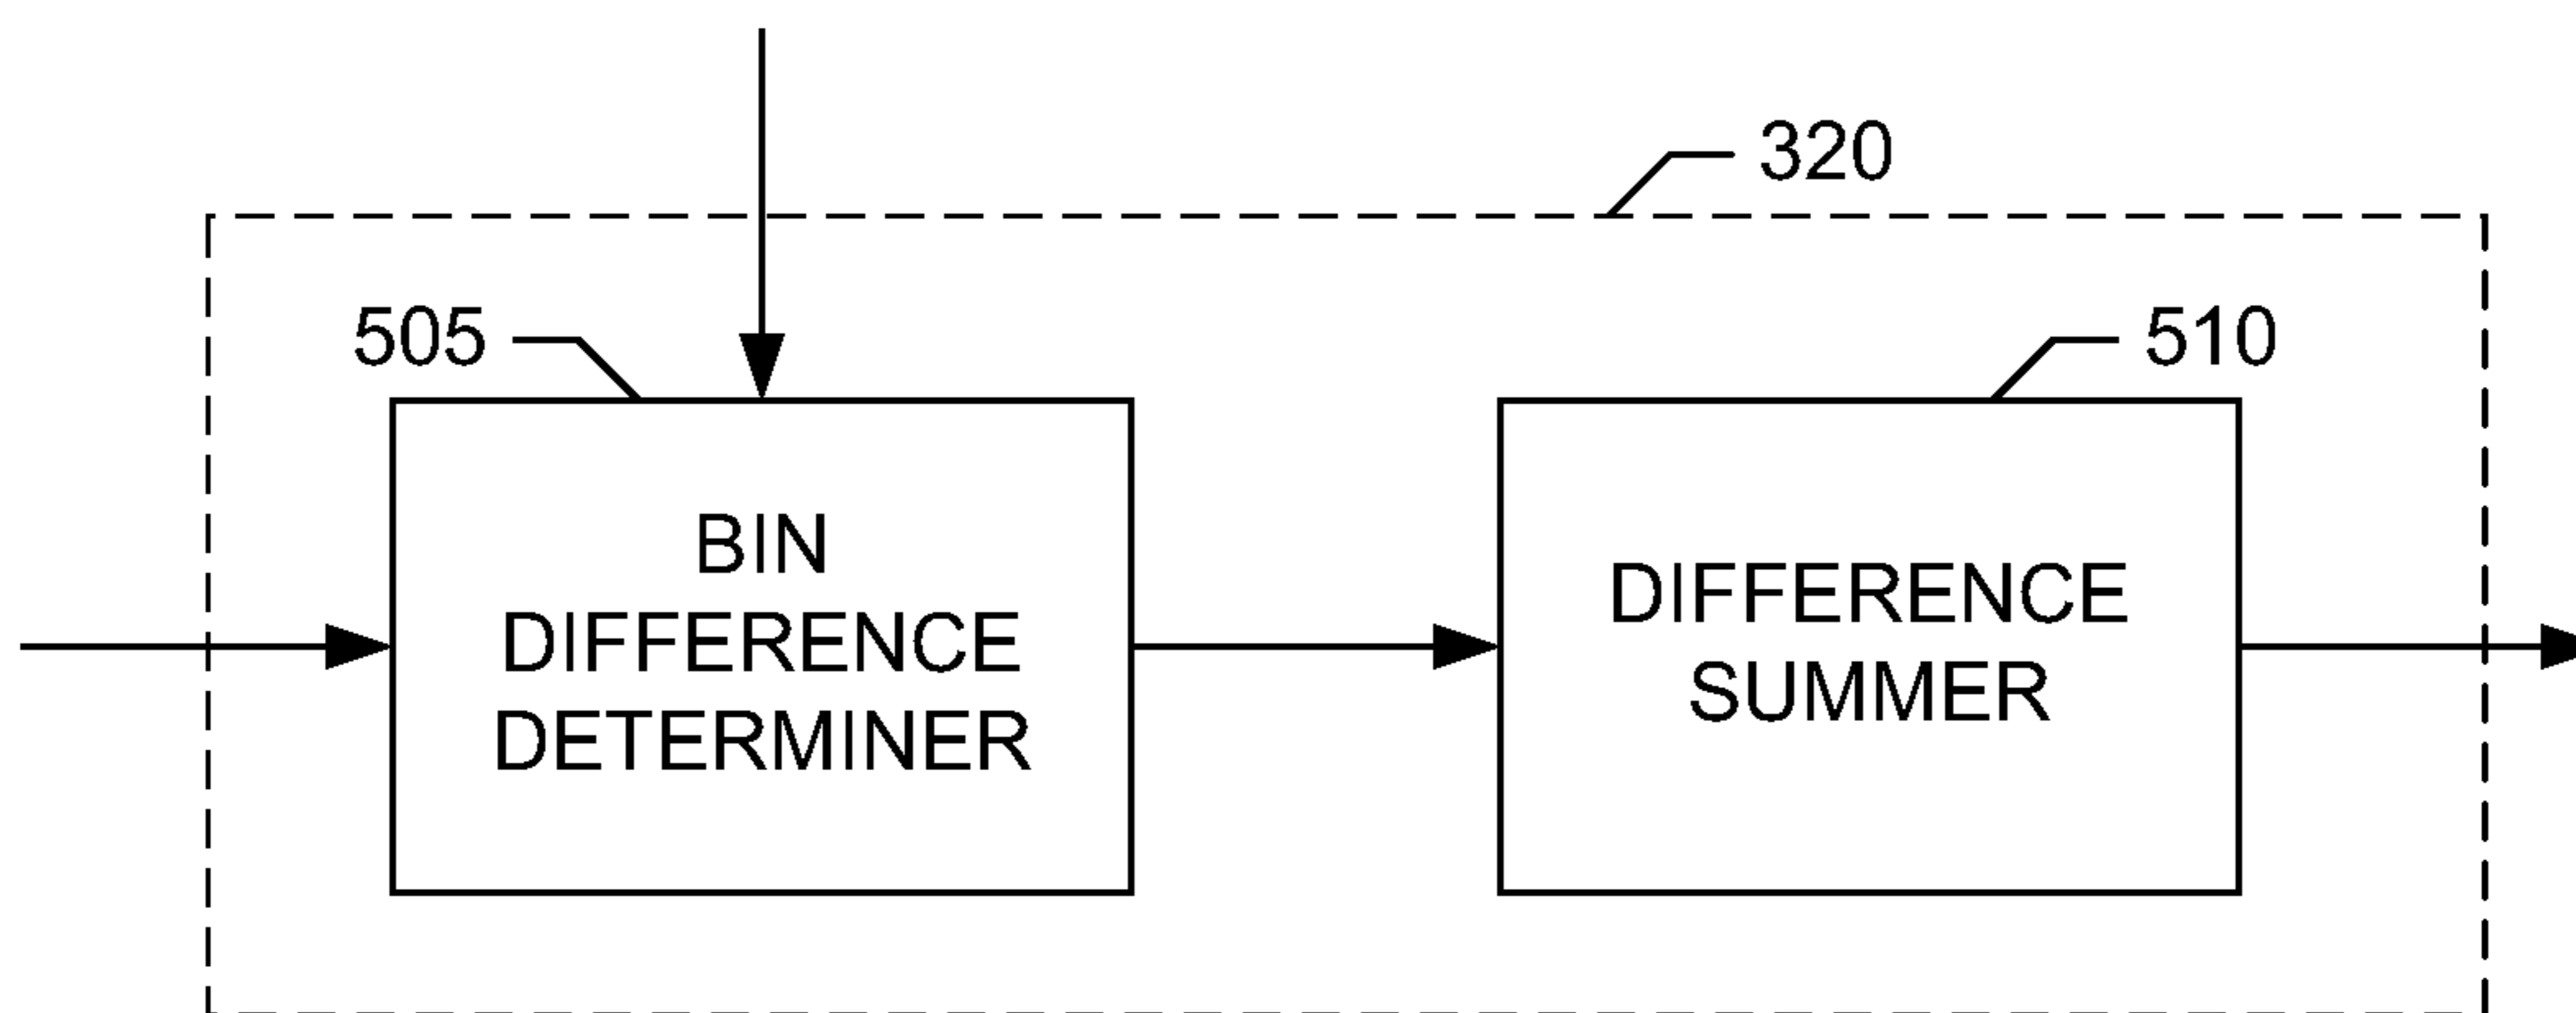 320
505
510
BIN
DIFFERENCE
DETERMINER
DIFFERENCE
SUMMER